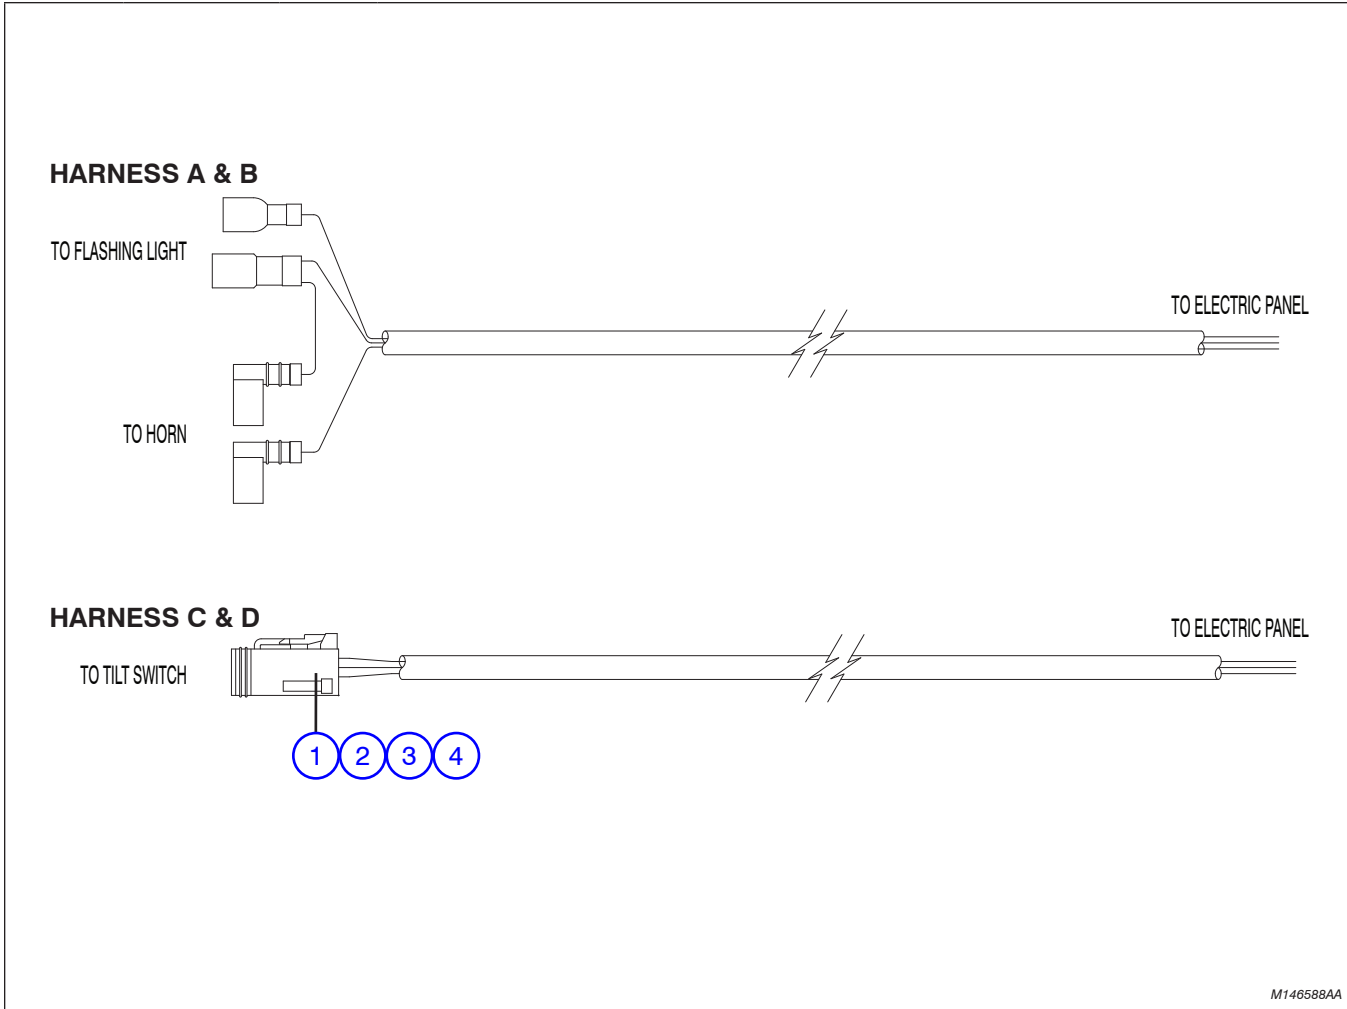 HARNESS A & B
TO FLASHING LIGHT
TO ELECTRIC PANEL
TO HORN
HARNESS C & D
TO ELECTRIC PANEL
TO TILT SWITCH
1 2 3 4
M146588AA